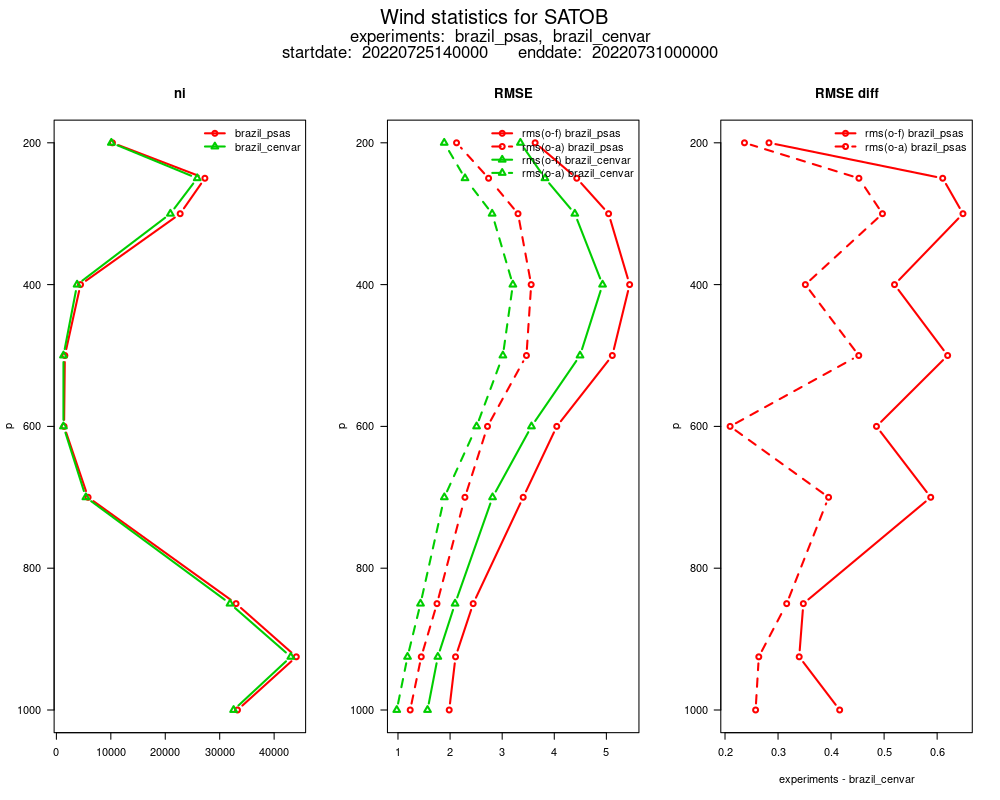 Wind statistics for SATOB
experiments:  brazil_psas,  brazil_cenvar
startdate:  20220725140000      enddate:  20220731000000
ni
RMSE
RMSE diff
brazil_psas
brazil_cenvar
200
400
600
800
1000
p
0
10000
20000
30000
40000
rms(o-f) brazil_psas
rms(o-a) brazil_psas
rms(o-f) brazil_cenvar
rms(o-a) brazil_cenvar
200
400
600
800
1000
p
1
2
3
4
5
rms(o-f) brazil_psas
rms(o-a) brazil_psas
200
400
600
800
1000
p
0.2
0.3
0.4
0.5
0.6
experiments - brazil_cenvar